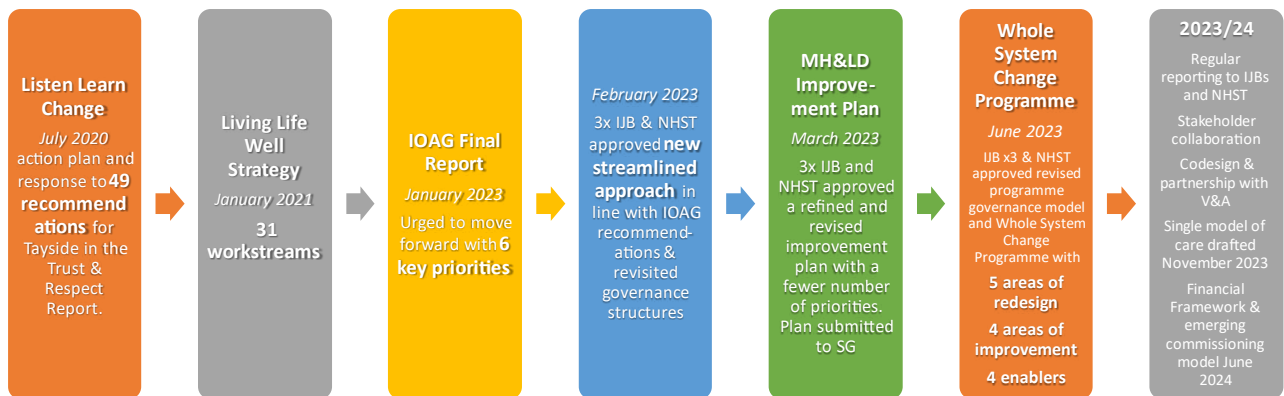 Listen Learn
Change
July 2020
action plan and
response to 49
recommend
ations for
Tayside in the
Trust &
Respect
Report.
Living Life
Well
Strategy
January 2021
31
workstreams
IOAG Final
Report
January 2023
Urged to move
forward with 6
key priorities
February 2023
3x IJB & NHST
approved new
streamlined
approach in
line with IOAG
recommend-
ations &
revisited
governance
structures
MH&LD
Improve-
ment Plan
March 2023
3x IJB and
NHST approved
a refined and
revised
improvement
plan with a
fewer number
of priorities.
Plan submitted
to SG
Whole
System
Change
Programme
June 2023
IJB x3 & NHST
approved revised
programme
governance model
and Whole System
Change
Programme with
5 areas of
redesign
4 areas of
improvement
4 enablers
2023/24
Regular
reporting to IJBs
and NHST
Stakeholder
collaboration
Codesign &
partnership with
V&A
Single model of
care drafted
November 2023
Financial
Framework &
emerging
commissioning
model June
2024